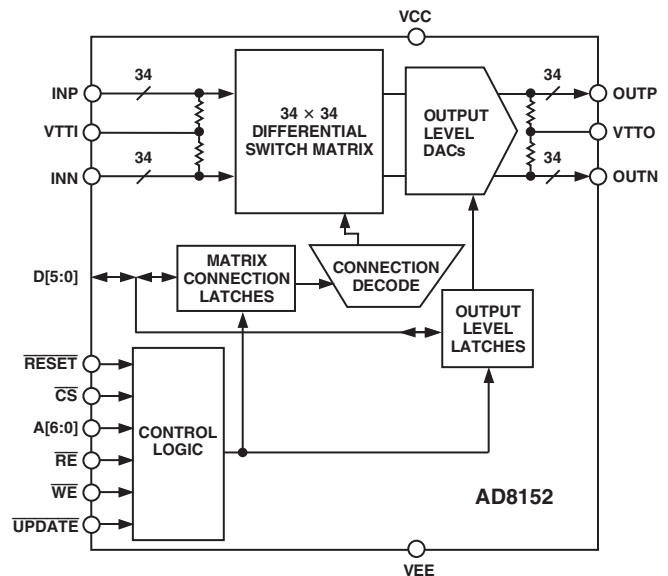 VCC
INP
34
VTTI
34
INN
34 × 34
DIFFERENTIAL
SWITCH MATRIX
OUTPUT
LEVEL
DACs
34
OUTP
VTTO
34
OUTN
D[5:0]
MATRIX
CONNECTION
LATCHES
CONNECTION
DECODE
OUTPUT
LEVEL
LATCHES
RESET
CS
A[6:0]
RE
WE
UPDATE
CONTROL
LOGIC
AD8152
VEE